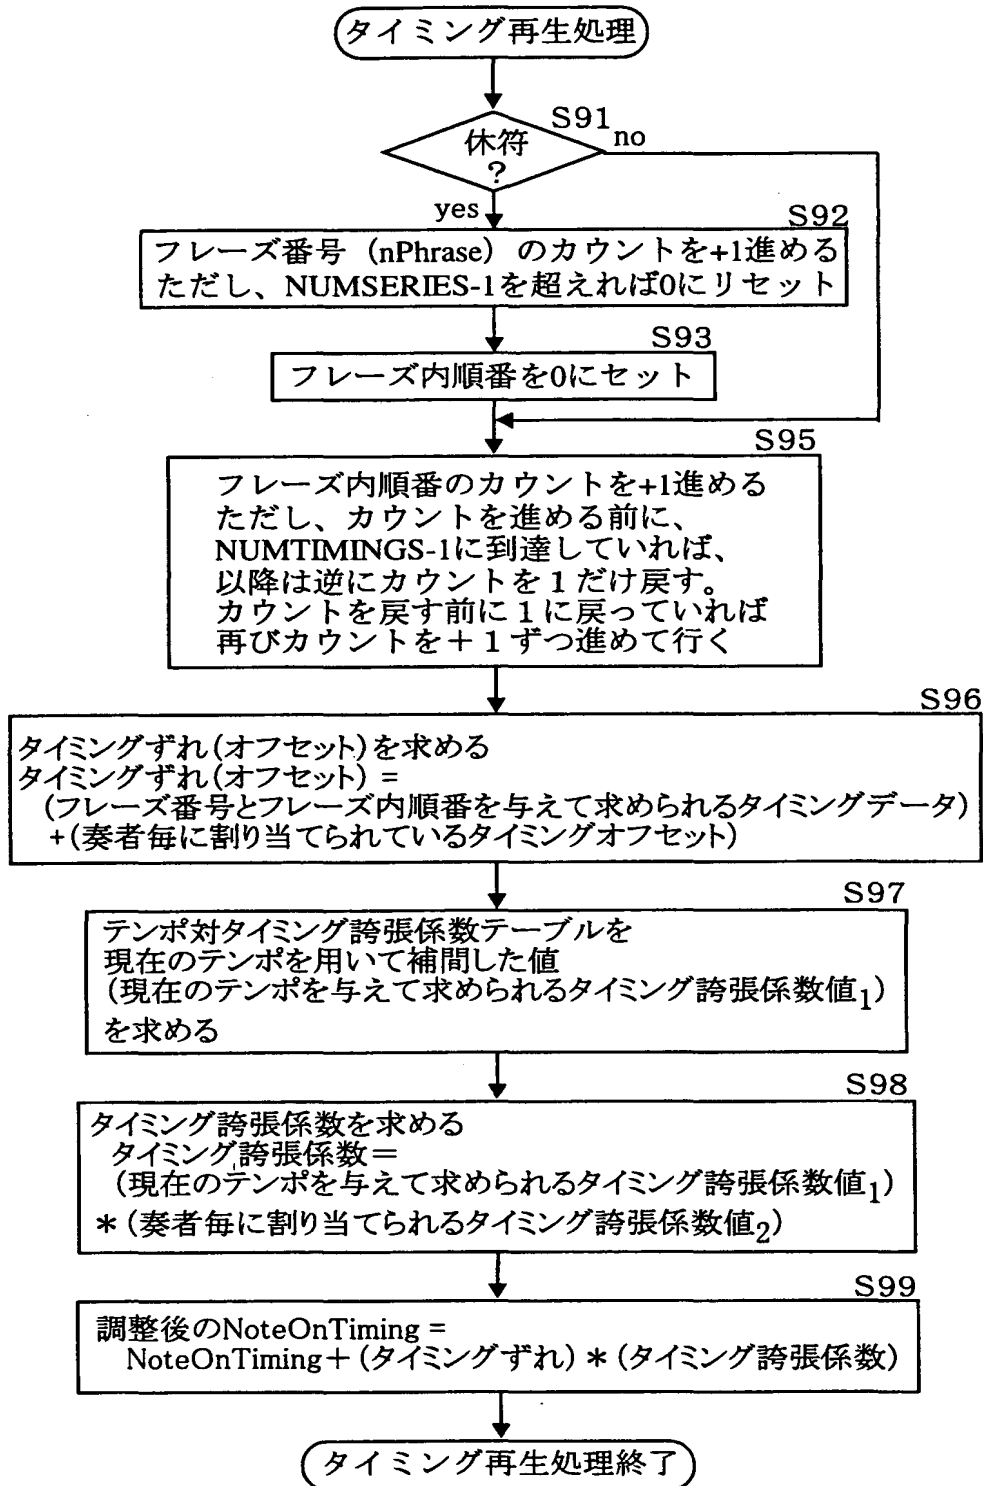 タイミング再生処理
S91
休符
?
no
yes
S92
フレーズ番号（nPhrase）のカウントを+1進める
ただし、NUMSERIES-1を超えれば0にリセット
S93
フレーズ内順番を0にセット
S95
フレーズ内順番のカウントを+1進める
ただし、カウントを進める前に、
NUMTIMINGS-1に到達していれば、
以降は逆にカウントを１だけ戻す。
カウントを戻す前に１に戻っていれば
再びカウントを＋１ずつ進めて行く
S96
タイミングずれ(オフセット)を求める
タイミングずれ(オフセット) =
(フレーズ番号とフレーズ内順番を与えて求められるタイミングデータ)
+(奏者毎に割り当てられているタイミングオフセット)
S97
テンポ対タイミング誇張係数テーブルを
現在のテンポを用いて補間した値
(現在のテンポを与えて求められるタイミング誇張係数値1)
を求める
S98
タイミング誇張係数を求める
タイミング誇張係数＝
(現在のテンポを与えて求められるタイミング誇張係数値1)
＊(奏者毎に割り当てられるタイミング誇張係数値2)
S99
調整後のNoteOnTiming =
NoteOnTiming＋(タイミングずれ)＊(タイミング誇張係数)
タイミング再生処理終了